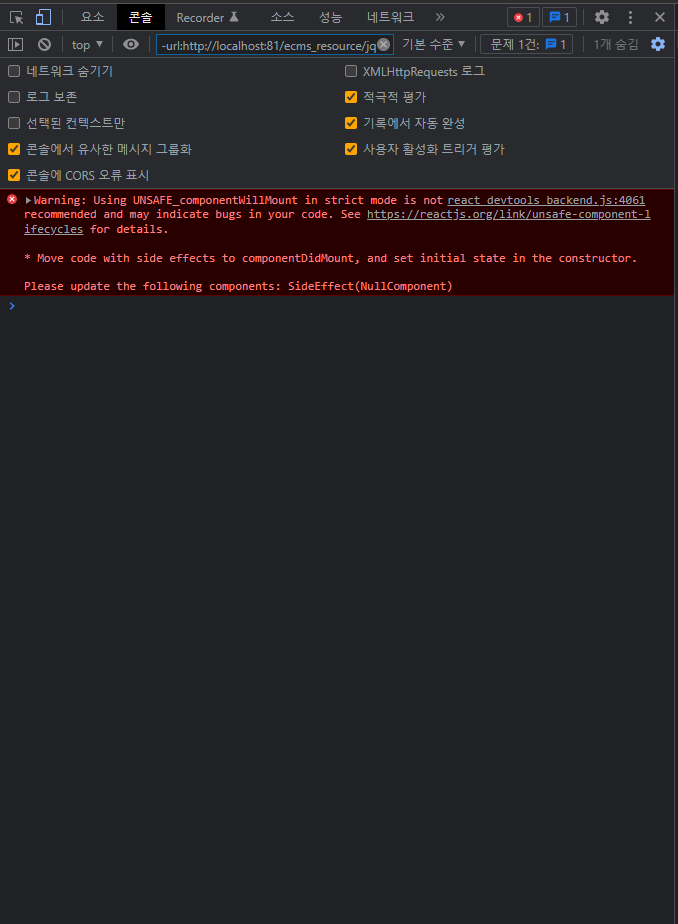 요소 콘솔 Recorder 소스 성능 네트워크 » 1 1
top ▼ -url:http://localhost:81/ecms_resource/jq 기본 수준 ▼ 문제 1건: 1 1개 숨김
네트워크 숨기기 XMLHttpRequests 로그
로그 보존 적극적 평가
선택된 컨텍스트만 기록에서 자동 완성
콘솔에서 유사한 메시지 그룹화 사용자 활성화 트리거 평가
콘솔에 CORS 오류 표시
Warning: Using UNSAFE_componentWillMount in strict mode is not react_devtools_backend.js:4061
recommended and may indicate bugs in your code. See https://reactjs.org/link/unsafe-component-l
ifecycles for details.
* Move code with side effects to componentDidMount, and set initial state in the constructor.
Please update the following components: SideEffect(NullComponent)